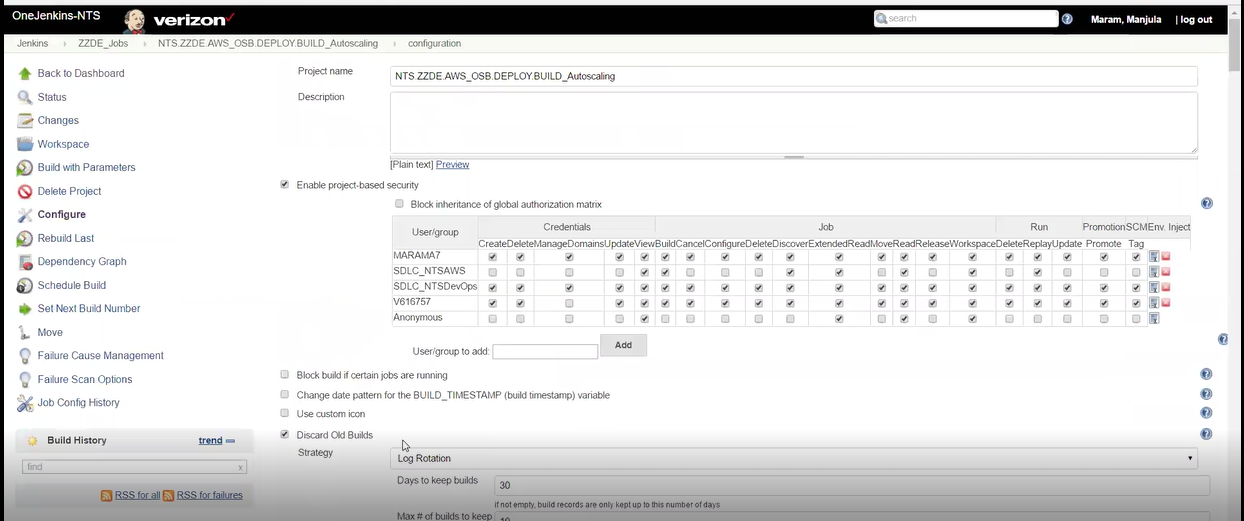 OneJenkins-NTS
verizon
search
Maram, Manjula | log out
Jenkins ZZDE_Jobs NTS.ZZDE.AWS_OSB.DEPLOY.BUILD_Autoscaling configuration
Back to Dashboard
Status
Changes
Workspace
Build with Parameters
Delete Project
Configure
Rebuild Last
Dependency Graph
Schedule Build
Set Next Build Number
Move
Failure Cause Management
Failure Scan Options
Job Config History
Build History trend
find x
RSS for all RSS for failures
Project name NTS.ZZDE.AWS_OSB.DEPLOY.BUILD_Autoscaling
Description
[Plain text] Preview
Enable project-based security
Block inheritance of global authorization matrix
User/group Credentials Job Run Promotion SCM Env. Inject
Create Delete ManageDomains Update View Build Cancel Configure Delete Discover ExtendedRead Move Read Release Workspace Delete Replay Update Promote Tag
MARAMA7
SDLC_NTSAWS
SDLC_NTSDevOps
V616757
Anonymous
User/group to add: Add
Block build if certain jobs are running
Change date pattern for the BUILD_TIMESTAMP (build timestamp) variable
Use custom icon
Discard Old Builds
Strategy Log Rotation
Days to keep builds 30
if not empty, build records are only kept up to this number of days
Max # of builds to keep